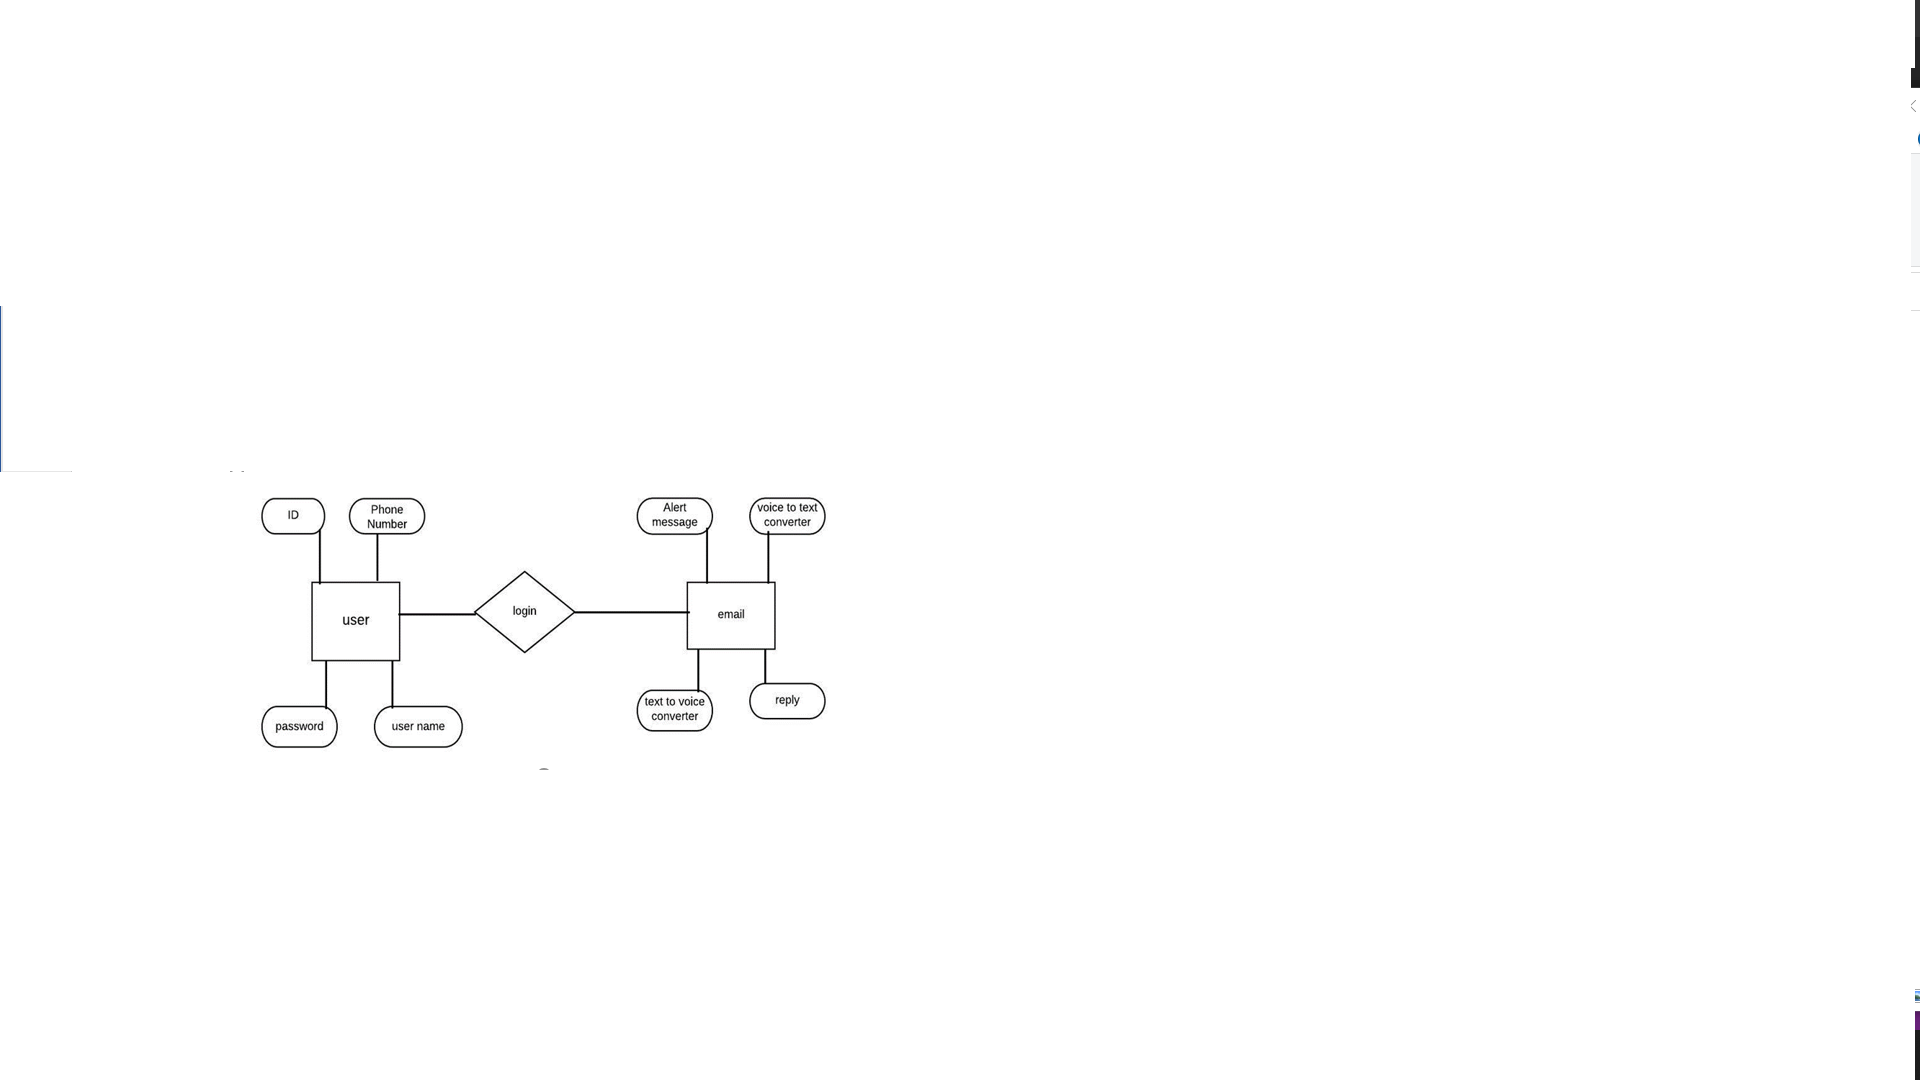 ID
Phone
Number
Alert
message
voice to text
converter
user
login
email
password
user name
text to voice
converter
reply